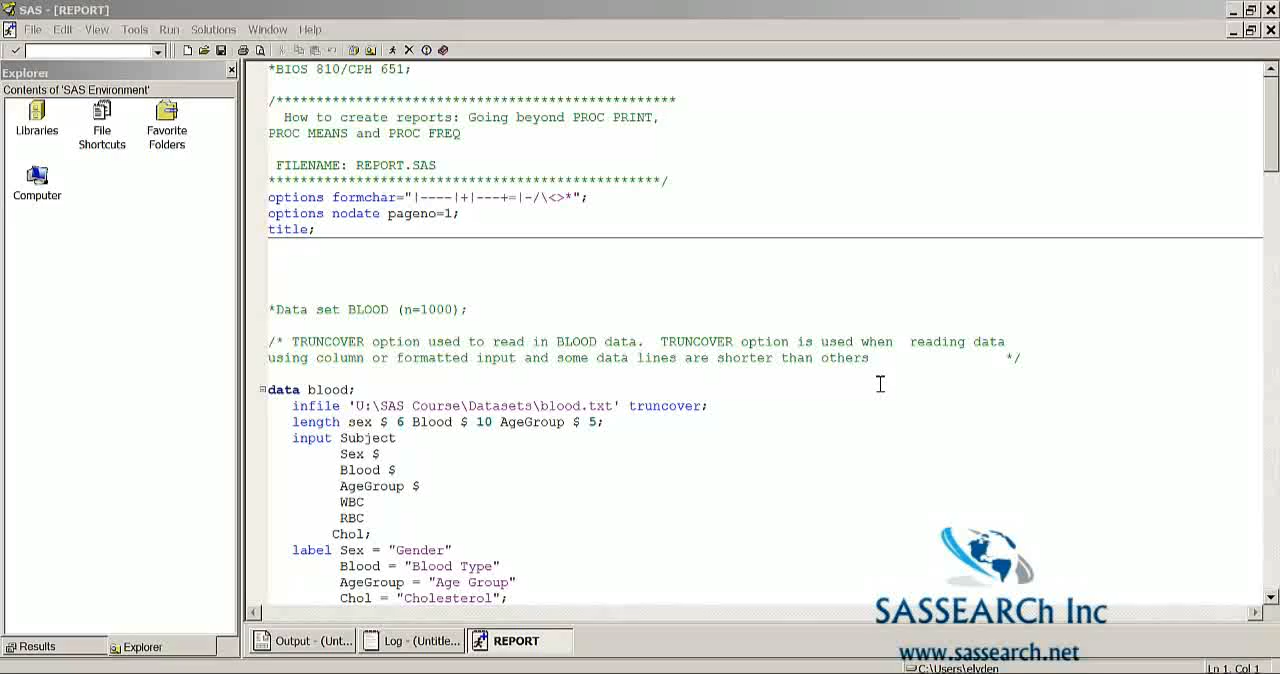 SAS - [REPORT]
File Edit View Tools Run Solutions Window Help
Explorer
Contents of 'SAS Environment'
Libraries
File Shortcuts
Favorite Folders
Computer
*BIOS 810/CPH 651;
/**************************************************
How to create reports: Going beyond PROC PRINT,
PROC MEANS and PROC FREQ
FILENAME: REPORT.SAS
*************************************************/
options formchar="|----|+|---+=|-/\<>*";
options nodate pageno=1;
title;
*Data set BLOOD (n=1000);
/* TRUNCOVER option used to read in BLOOD data.  TRUNCOVER option is used when  reading data
using column or formatted input and some data lines are shorter than others */
data blood;
infile 'U:\SAS Course\Datasets\blood.txt' truncover;
length sex $ 6 Blood $ 10 AgeGroup $ 5;
input Subject
Sex $
Blood $
AgeGroup $
WBC
RBC
Chol;
label Sex = "Gender"
Blood = "Blood Type"
AgeGroup = "Age Group"
Chol = "Cholesterol";
Results
Explorer
Output - (Unt...
Log - (Untitle...
REPORT
SASSEARCh Inc
www.sassearch.net
C:\Users\elyden
Ln 1, Col 1